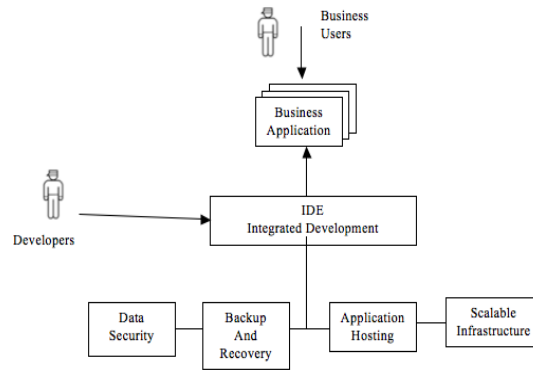 Business
Users
Business
Application
IDE
Integrated Development
Developers
Data
Security
Backup
And
Recovery
Application
Hosting
Scalable
Infrastructure